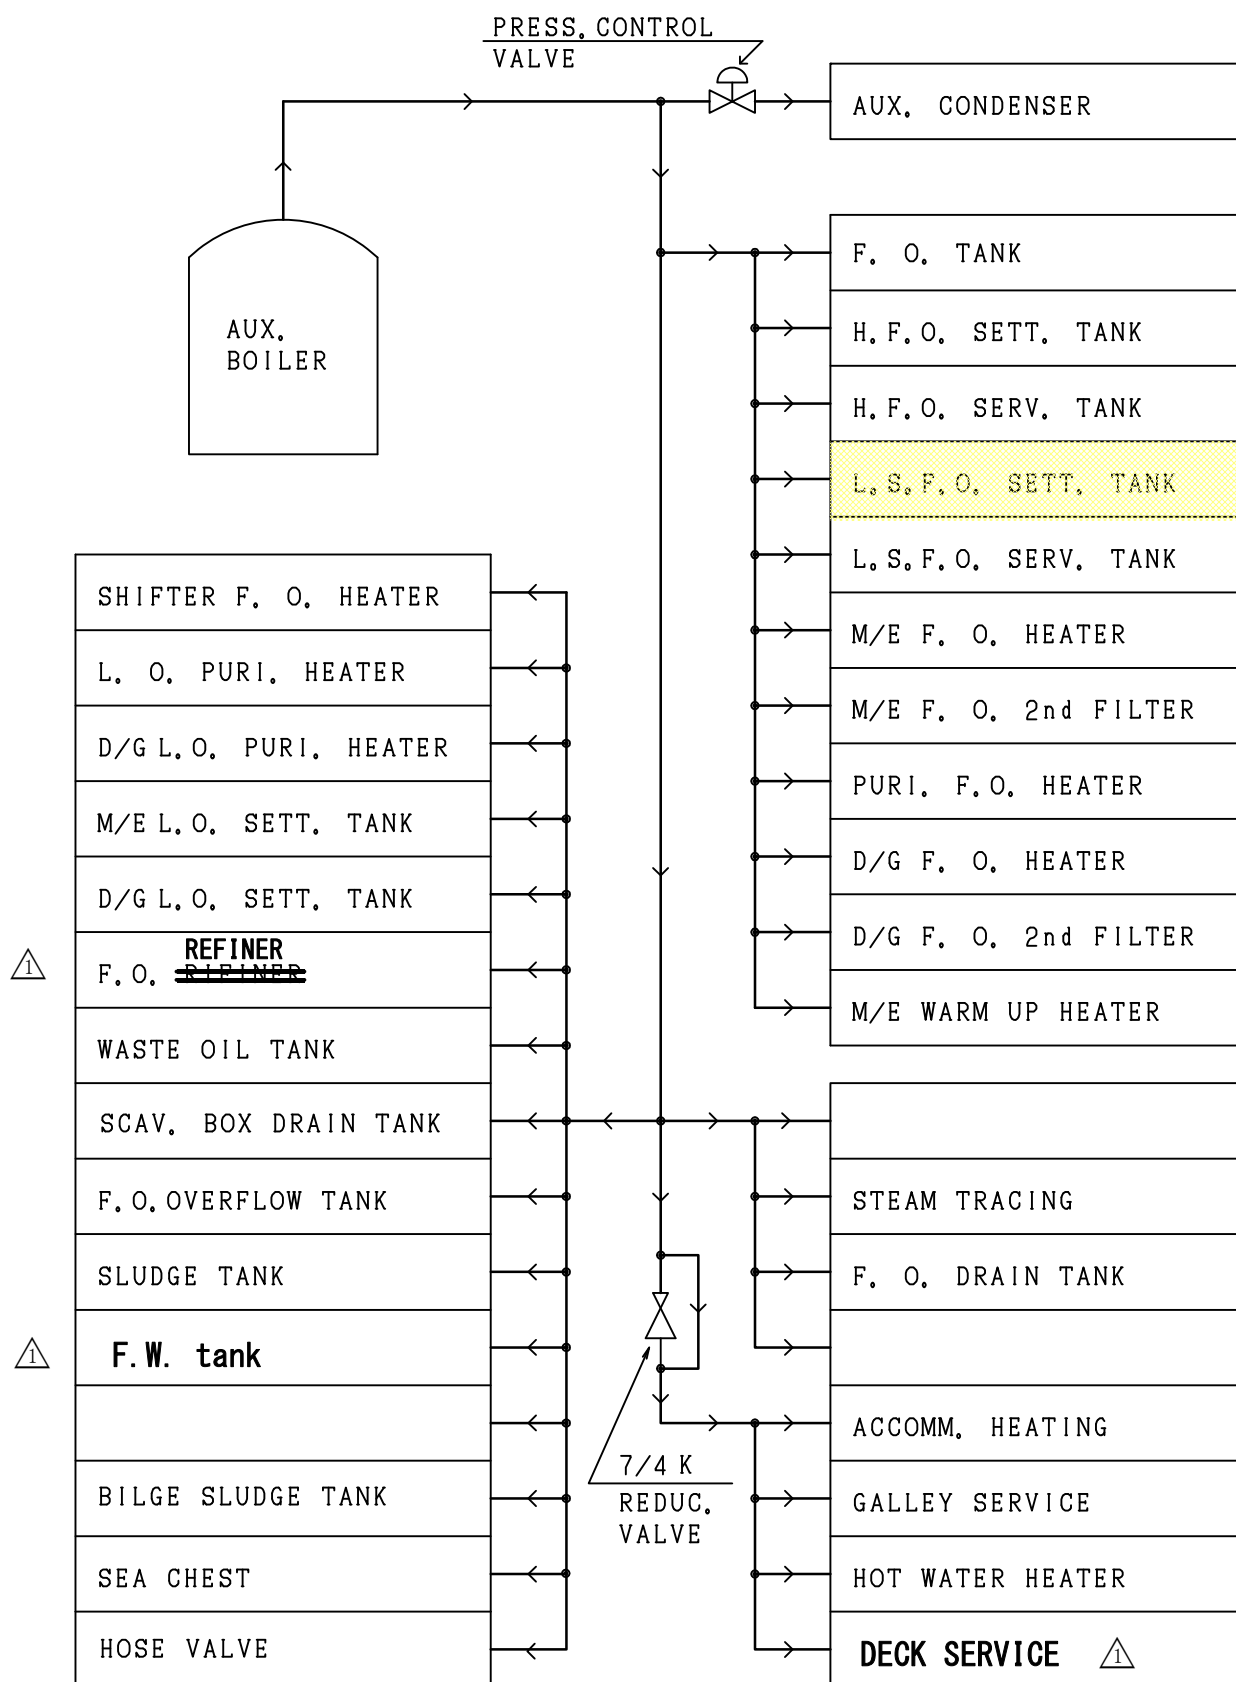 PRESS. CONTROL
VALVE
AUX. CONDENSER
AUX.
BOILER
F. O. TANK
H.F.O. SETT. TANK
H.F.O. SERV. TANK
L.S.F.O. SETT. TANK
L.S.F.O. SERV. TANK
M/E F. O. HEATER
M/E F. O. 2nd FILTER
PURI. F.O. HEATER
D/G F. O. HEATER
D/G F. O. 2nd FILTER
M/E WARM UP HEATER
SHIFTER F. O. HEATER
L. O. PURI. HEATER
D/G L.O. PURI. HEATER
M/E L.O. SETT. TANK
D/G L.O. SETT. TANK
REFINER
1 F.O. RIFINER
WASTE OIL TANK
SCAV. BOX DRAIN TANK
F.O.OVERFLOW TANK
SLUDGE TANK
1 F.W. tank
BILGE SLUDGE TANK
SEA CHEST
HOSE VALVE
STEAM TRACING
F. O. DRAIN TANK
7/4 K
REDUC.
VALVE
ACCOMM. HEATING
GALLEY SERVICE
HOT WATER HEATER
DECK SERVICE 1